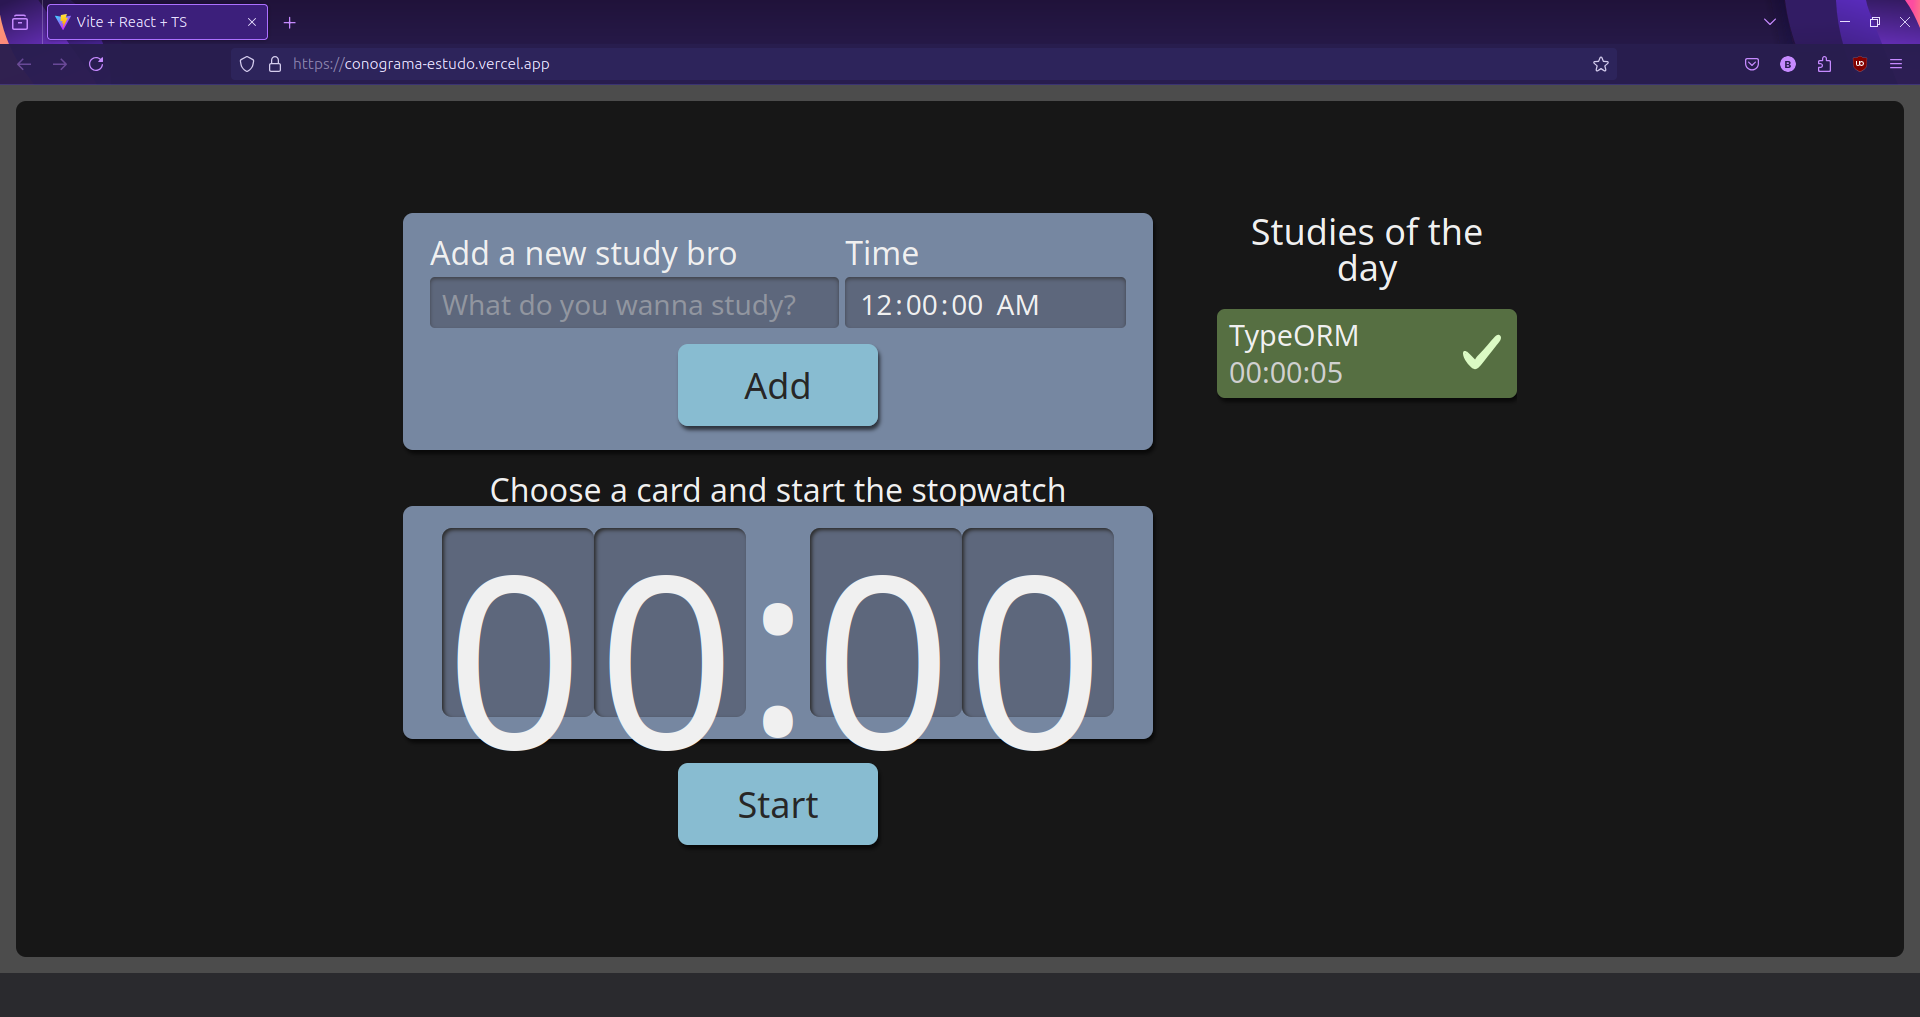 Vite + React + TS
https://conograma-estudo.vercel.app
B
UD
Add a new study bro
Time
What do you wanna study?
12:00:00 AM
Add
Studies of the
day
TypeORM
00:00:05
Choose a card and start the stopwatch
00:00
Start